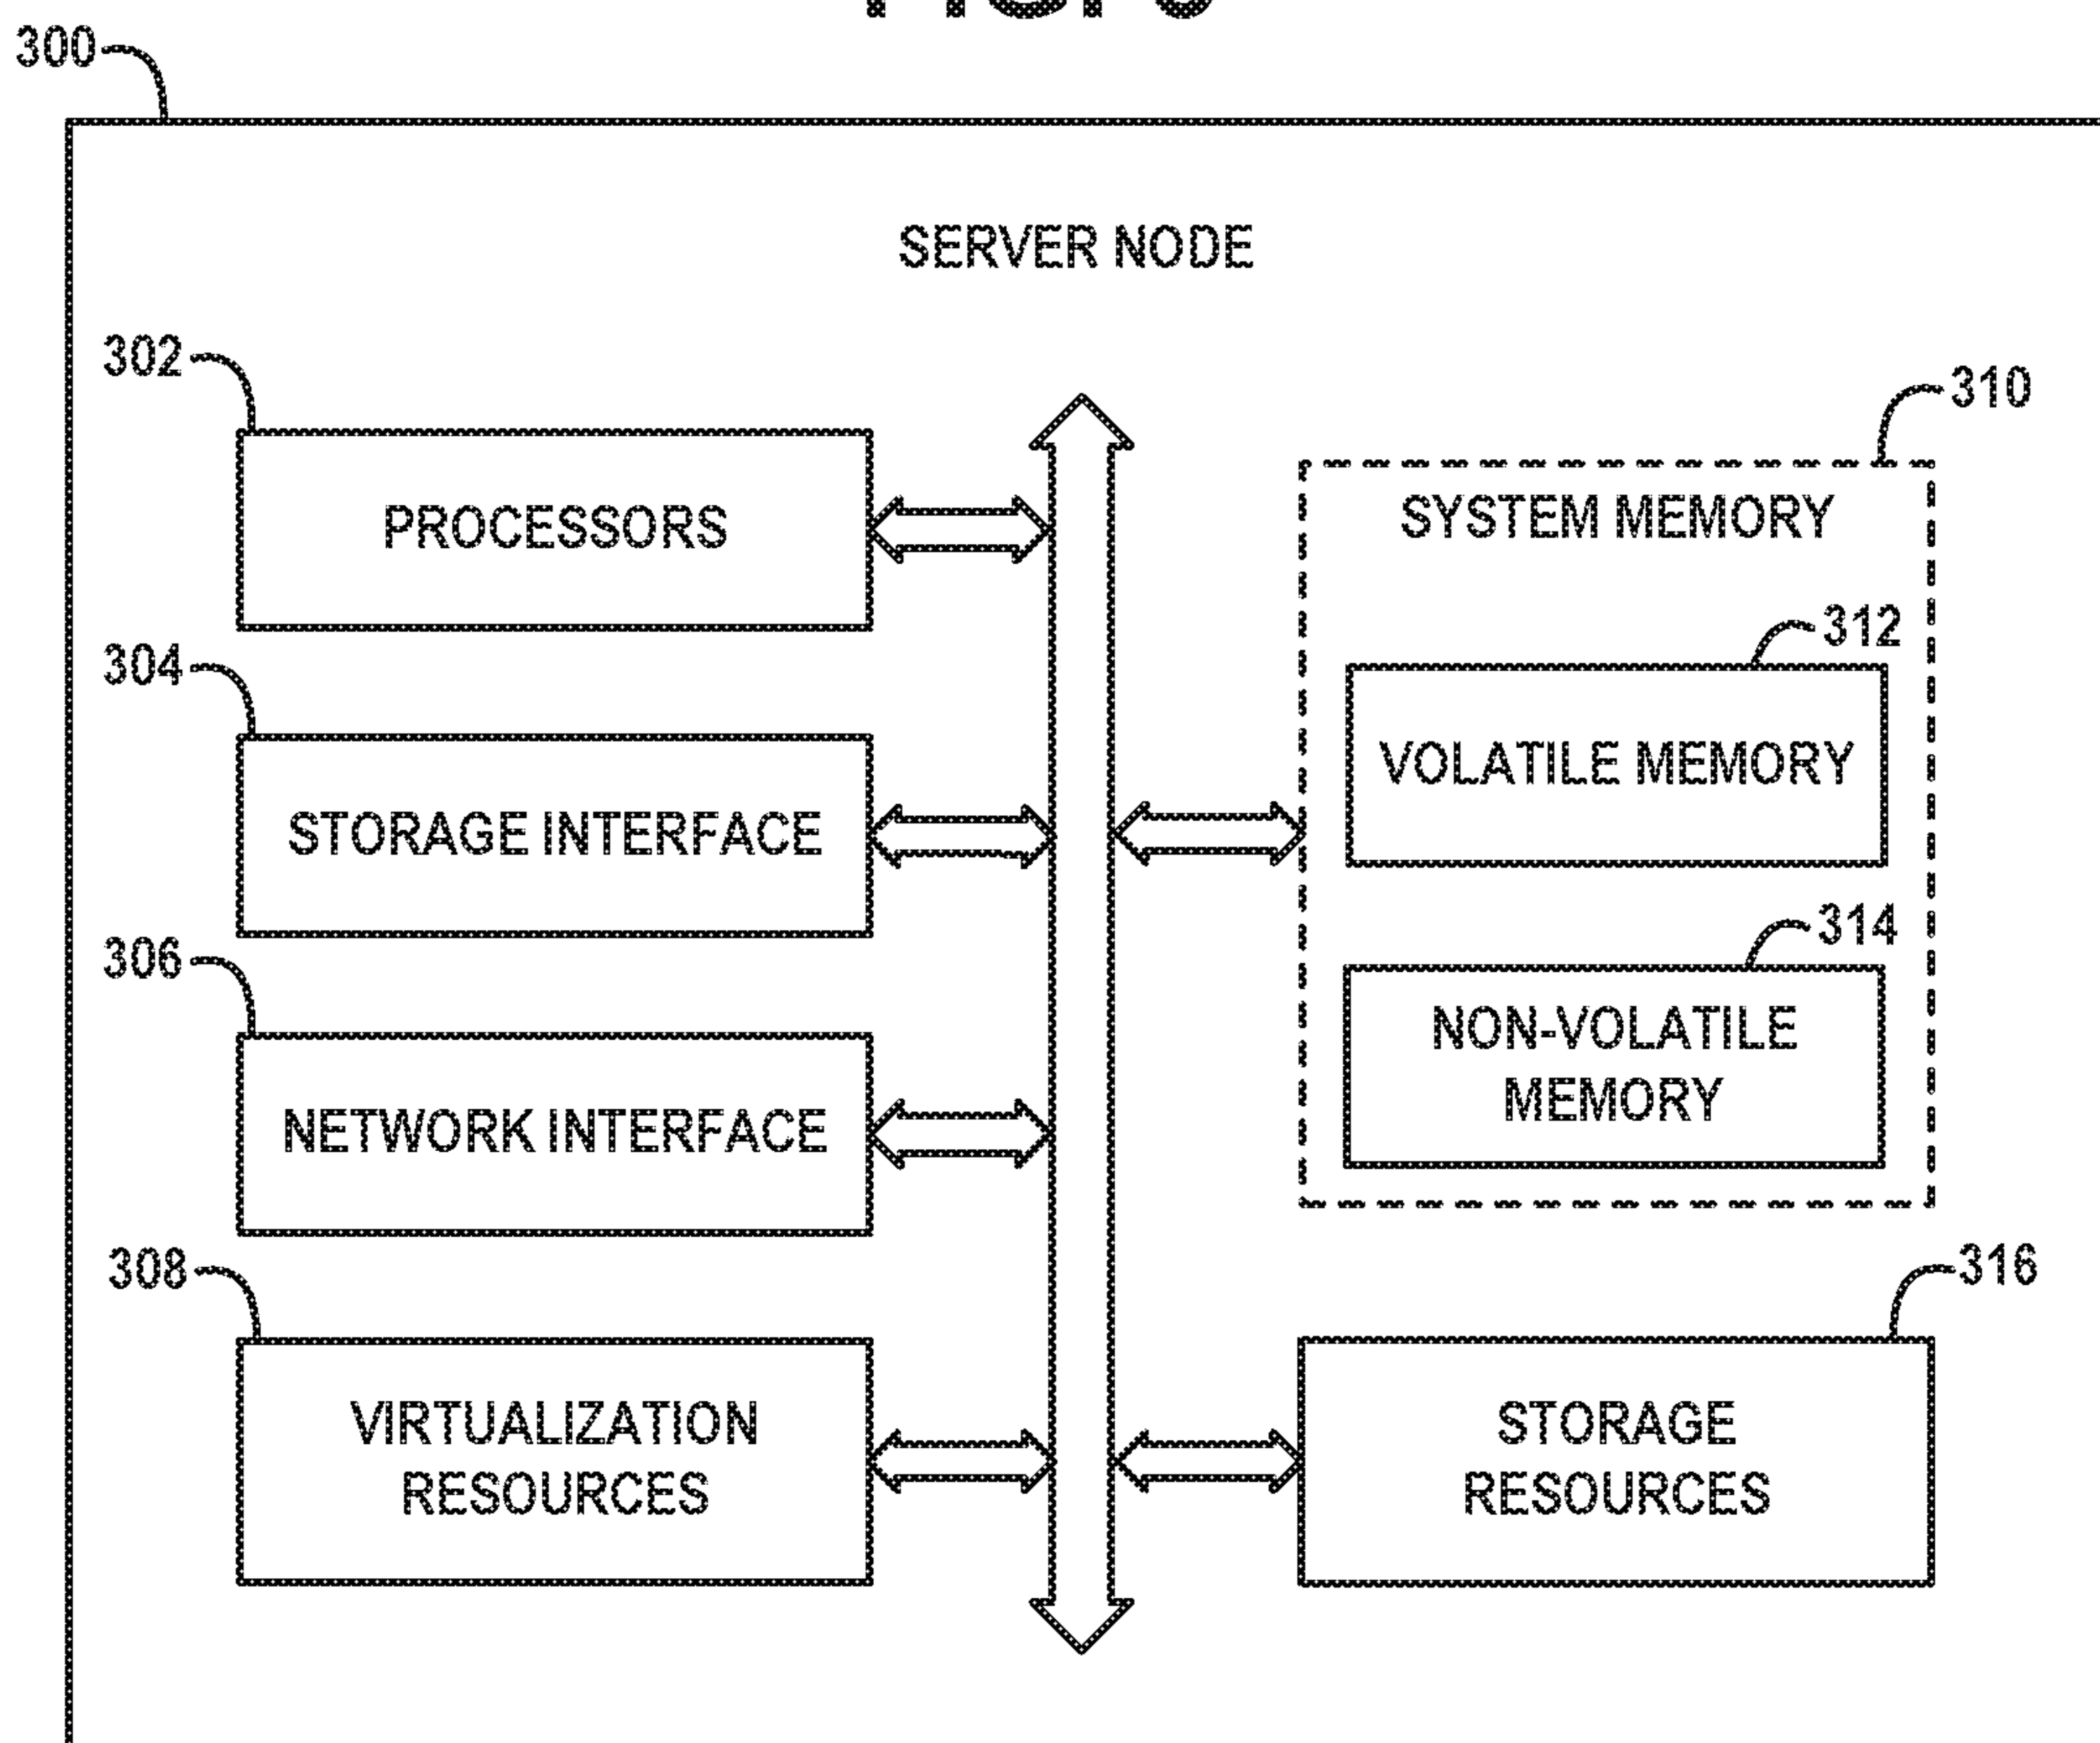 300
SERVER NODE
302
PROCESSORS
304
STORAGE INTERFACE
306
NETWORK INTERFACE
308
VIRTUALIZATION
RESOURCES
310
SYSTEM MEMORY
312
VOLATILE MEMORY
314
NON-VOLATILE
MEMORY
316
STORAGE
RESOURCES